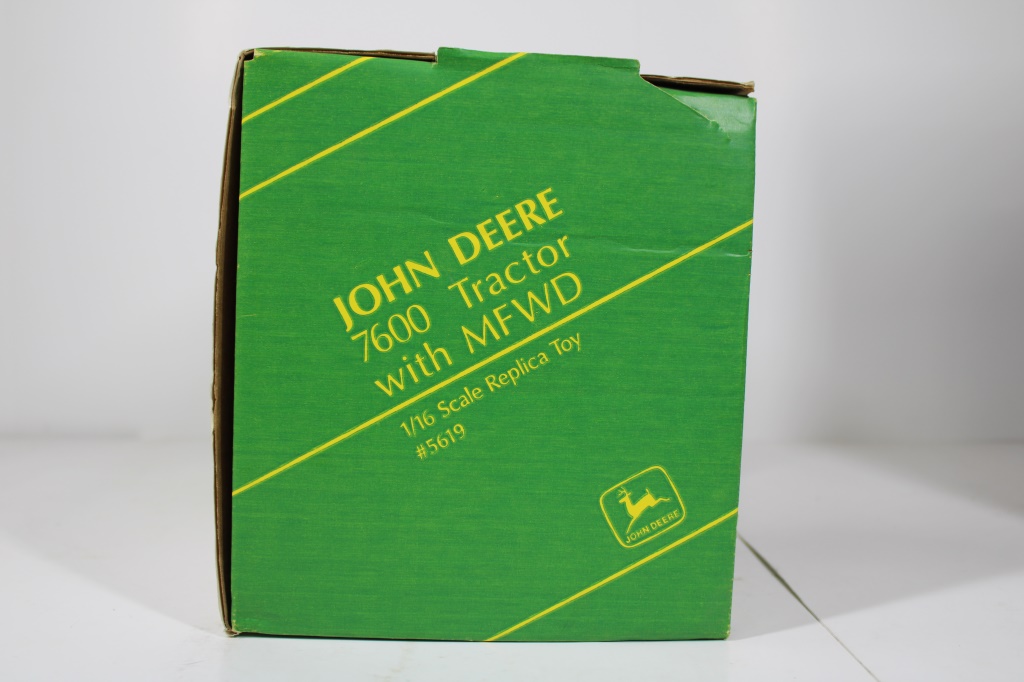 JOHN DEERE
7600 Tractor
with MFWD
1/16 Scale Replica Toy
#5619
JOHN DEERE